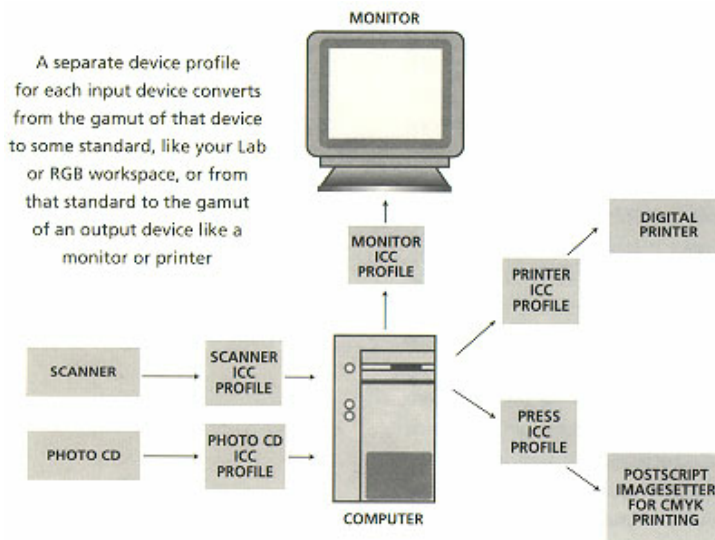 MONITOR
A separate device profile
for each input device converts
from the gamut of that device
to some standard, like your Lab
or RGB workspace, or from
that standard to the gamut
of an output device like a
monitor or printer
MONITOR
ICC
PROFILE
DIGITAL
PRINTER
PRINTER
ICC
PROFILE
SCANNER
SCANNER
ICC
PROFILE
PHOTO CD
PHOTO CD
ICC
PROFILE
COMPUTER
PRESS
ICC
PROFILE
POSTSCRIPT
IMAGESETTER
FOR CMYK
PRINTING